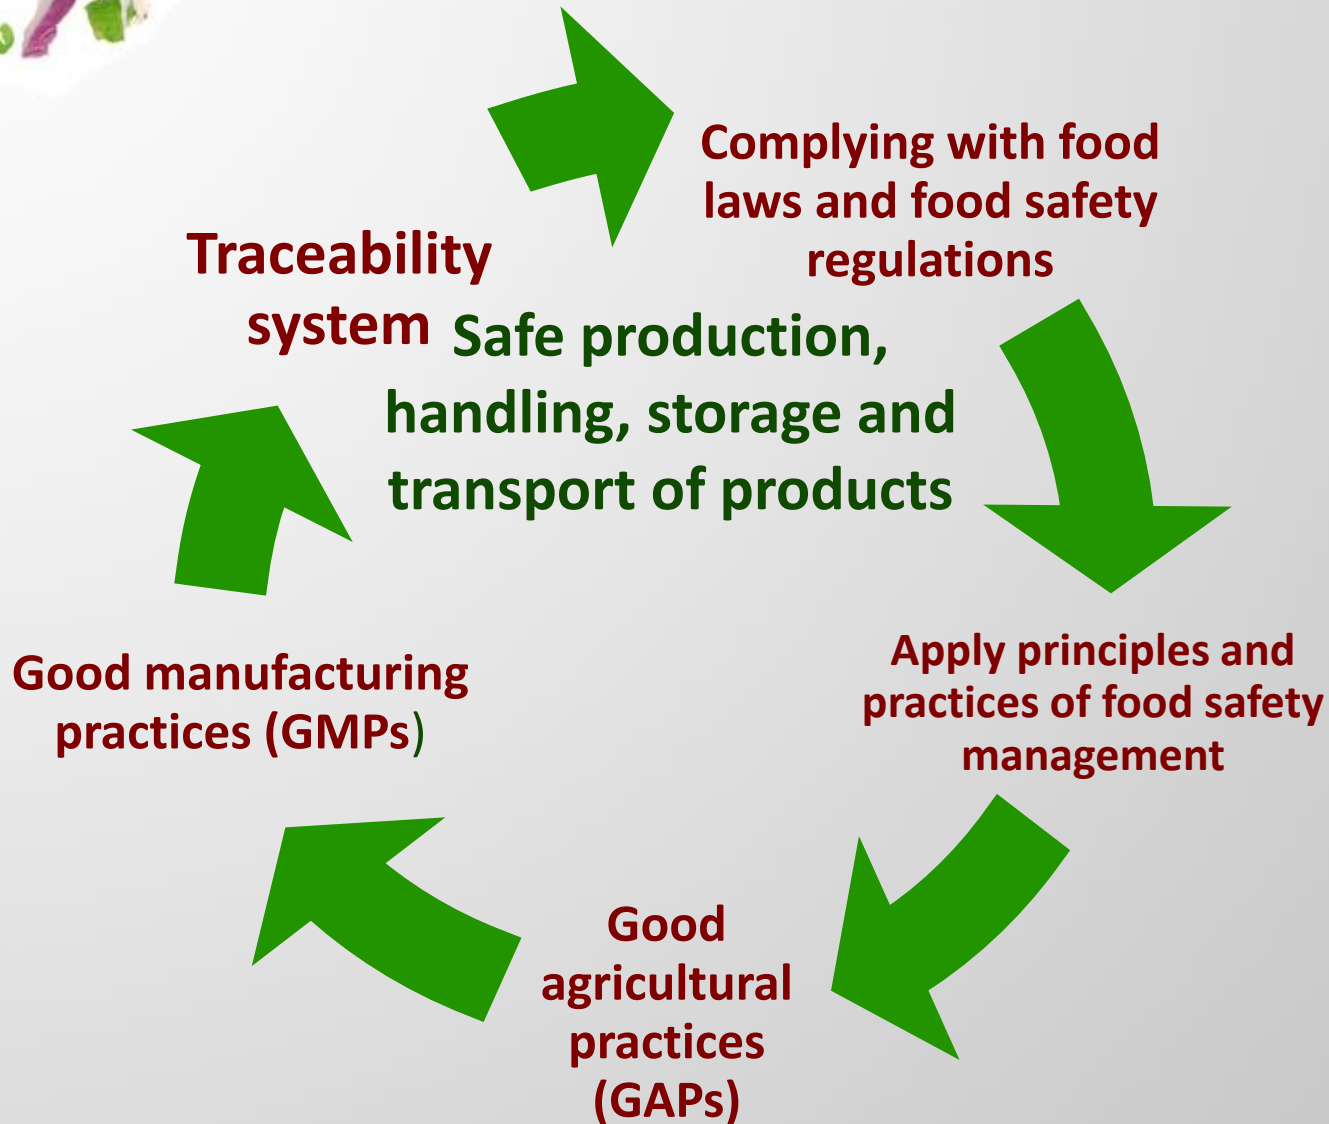 Complying with food
laws and food safety
regulations
Traceability
system
Safe production,
handling, storage and
transport of products
Apply principles and
practices of food safety
management
Good manufacturing
practices (GMPs)
Good
agricultural
practices
(GAPs)